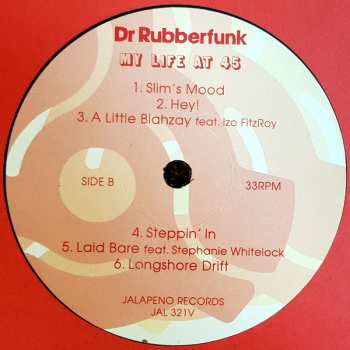 Dr Rubberfunk
MY LIFE AT 45
1. Slim's Mood
2. Hey!
3. A Little Blahzay feat. Izo FitzRoy
SIDE B
33RPM
4. Steppin' In
5. Laid Bare feat. Stephanie Whitelock
6. Longshore Drift
JALAPENO RECORDS
JAL 321V